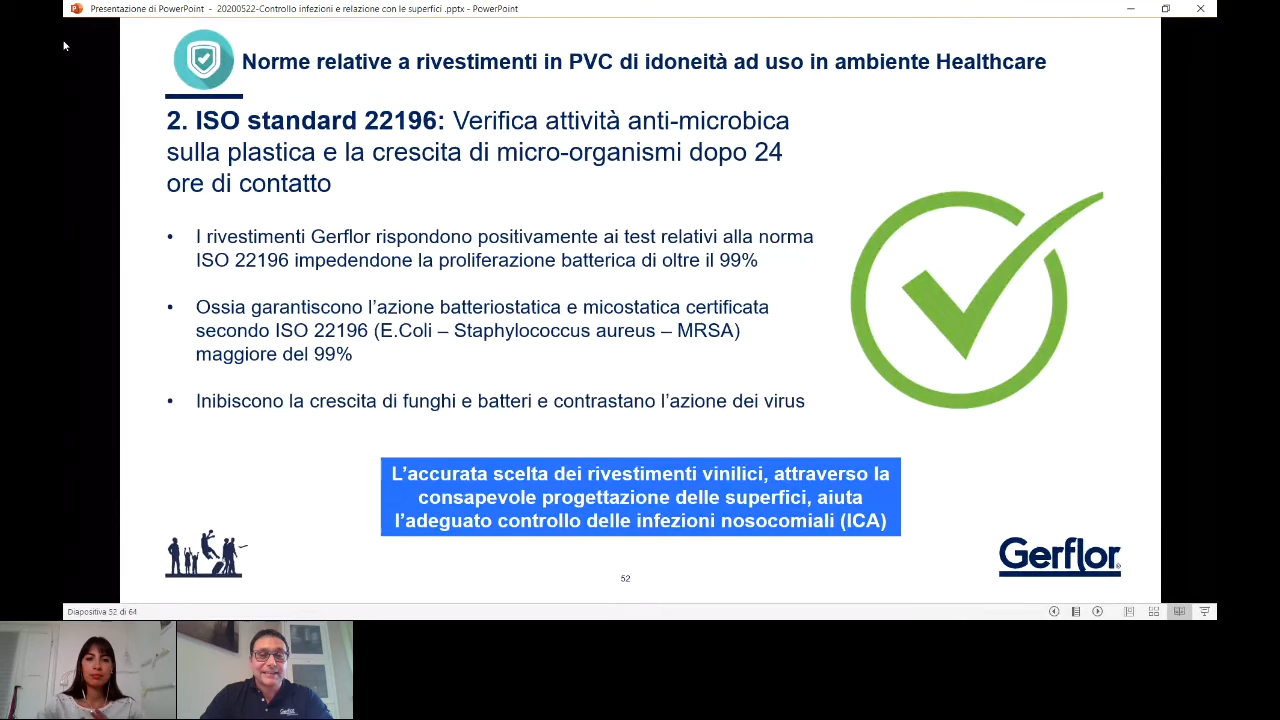 Presentazione di PowerPoint - 20200522-Controllo infezioni e relazione con le superfici .pptx - PowerPoint
Norme relative a rivestimenti in PVC di idoneità ad uso in ambiente Healthcare
2. ISO standard 22196: Verifica attività anti-microbica
sulla plastica e la crescita di micro-organismi dopo 24
ore di contatto
• I rivestimenti Gerflor rispondono positivamente ai test relativi alla norma
ISO 22196 impedendone la proliferazione batterica di oltre il 99%
• Ossia garantiscono l’azione batteriostatica e micostatica certificata
secondo ISO 22196 (E.Coli – Staphylococcus aureus – MRSA)
maggiore del 99%
• Inibiscono la crescita di funghi e batteri e contrastano l’azione dei virus
L’accurata scelta dei rivestimenti vinilici, attraverso la
consapevole progettazione delle superfici, aiuta
l’adeguato controllo delle infezioni nosocomiali (ICA)
Gerflor®
52
Diapositiva 52 di 64
Gerflor